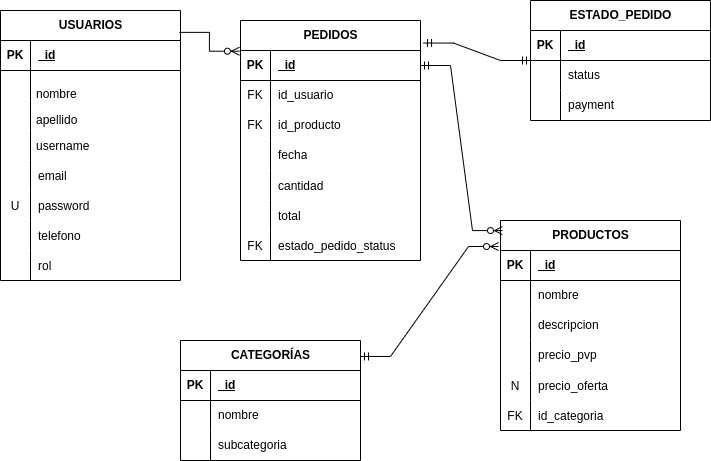 USUARIOS
PK _id
nombre
apellido
username
email
U password
telefono
rol
PEDIDOS
PK _id
FK id_usuario
FK id_producto
fecha
cantidad
total
FK estado_pedido_status
ESTADO_PEDIDO
PK _id
status
payment
PRODUCTOS
PK _id
nombre
descripcion
precio_pvp
N precio_oferta
FK id_categoria
CATEGORÍAS
PK _id
nombre
subcategoria